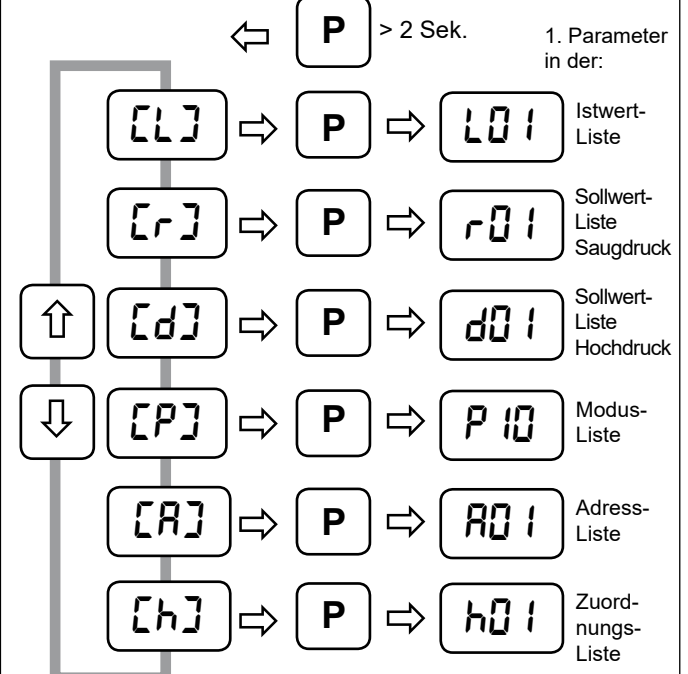 P > 2 Sek.
1. Parameter
in der:
[L] P L01 Istwert-
Liste
[r] P r01 Sollwert-
Liste
Saugdruck
[d] P d01 Sollwert-
Liste
Hochdruck
[P] P P10 Modus-
Liste
[A] P A01 Adress-
Liste
[h] P h01 Zuord-
nungs-
Liste